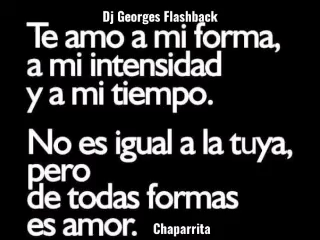 Dj Georges Flashback
Te amo a mi forma,
a mi intensidad
y a mi tiempo.
No es igual a la tuya,
pero
de todas formas
es amor.
Chaparrita